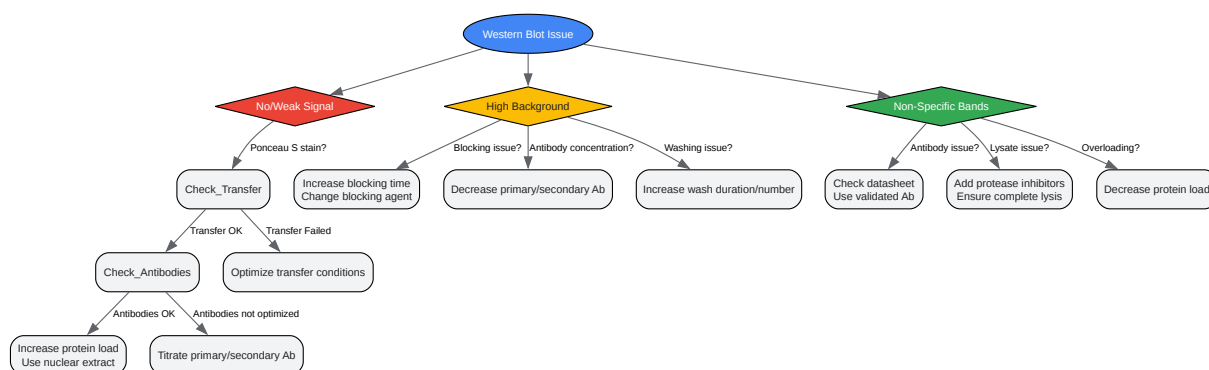 Western Blot Issue
No/Weak Signal
High Background
Non-Specific Bands
Ponceau S stain?
Blocking issue?
Antibody concentration?
Washing issue?
Antibody issue?
Lysate issue?
Overloading?
Check_Transfer
Increase blocking time
Change blocking agent
Decrease primary/secondary Ab
Increase wash duration/number
Check datasheet
Use validated Ab
Add protease inhibitors
Ensure complete lysis
Decrease protein load
Transfer OK
Transfer Failed
Check_Antibodies
Optimize transfer conditions
Antibodies OK
Antibodies not optimized
Increase protein load
Use nuclear extract
Titrate primary/secondary Ab